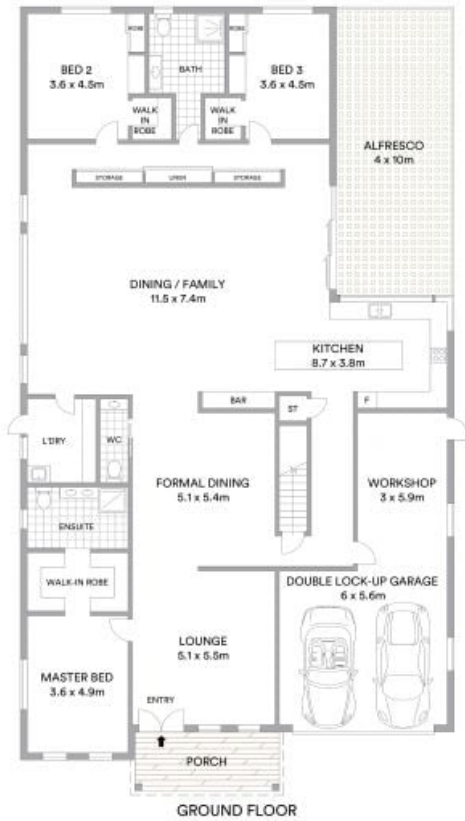 ROBE
ROBE
BED 2
3.6 x 4.5m
BATH
BED 3
3.6 x 4.5m
WALK
IN
ROBE
WALK
IN
ROBE
ALFRESCO
4 x 10m
STORAGE
LINEN
STORAGE
DINING / FAMILY
11.5 x 7.4m
KITCHEN
8.7 x 3.8m
BAR
ST
F
L'DRY
WC
FORMAL DINING
5.1 x 5.4m
WORKSHOP
3 x 5.9m
ENSUITE
WALK-IN ROBE
DOUBLE LOCK-UP GARAGE
6 x 5.6m
LOUNGE
5.1 x 5.5m
MASTER BED
3.6 x 4.9m
ENTRY
PORCH
GROUND FLOOR